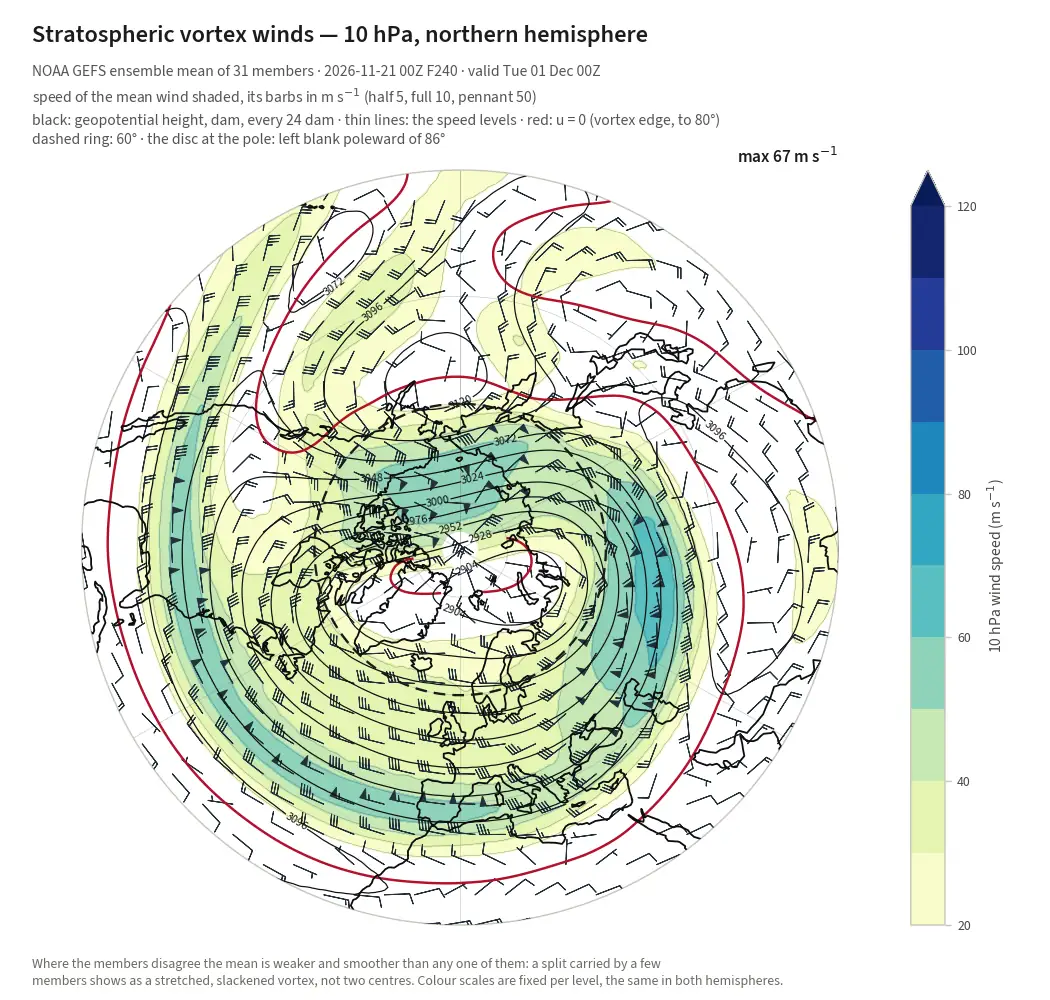 Stratospheric vortex winds — 10 hPa, northern hemisphere
NOAA GEFS ensemble mean of 31 members · 2026-11-21 00Z F240 · valid Tue 01 Dec 00Z
speed of the mean wind shaded, its barbs in m s⁻¹ (half 5, full 10, pennant 50)
black: geopotential height, dam, every 24 dam · thin lines: the speed levels · red: u = 0 (vortex edge, to 80°)
dashed ring: 60° · the disc at the pole: left blank poleward of 86°
max 67 m s⁻¹
3072
3096
3120
3072
3096
3048
3024
3000
2976
2952
2928
2904
3096
120
100
80
60
40
20
10 hPa wind speed (m s⁻¹)
Where the members disagree the mean is weaker and smoother than any one of them: a split carried by a few
members shows as a stretched, slackened vortex, not two centres. Colour scales are fixed per level, the same in both hemispheres.